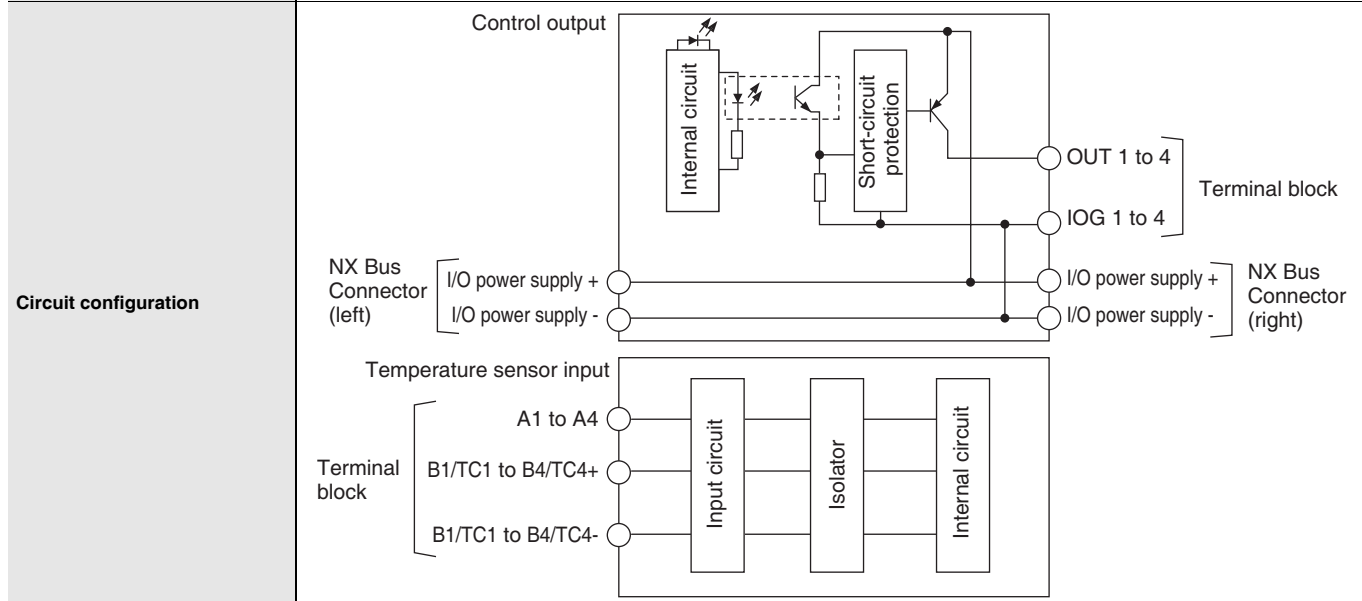 Circuit configuration
Control output
Internal circuit
Short-circuit
protection
OUT 1 to 4
IOG 1 to 4
Terminal block
NX Bus
Connector
(left)
I/O power supply +
I/O power supply -
I/O power supply +
I/O power supply -
NX Bus
Connector
(right)
Temperature sensor input
Terminal
block
A1 to A4
B1/TC1 to B4/TC4+
B1/TC1 to B4/TC4-
Input circuit
Isolator
Internal circuit